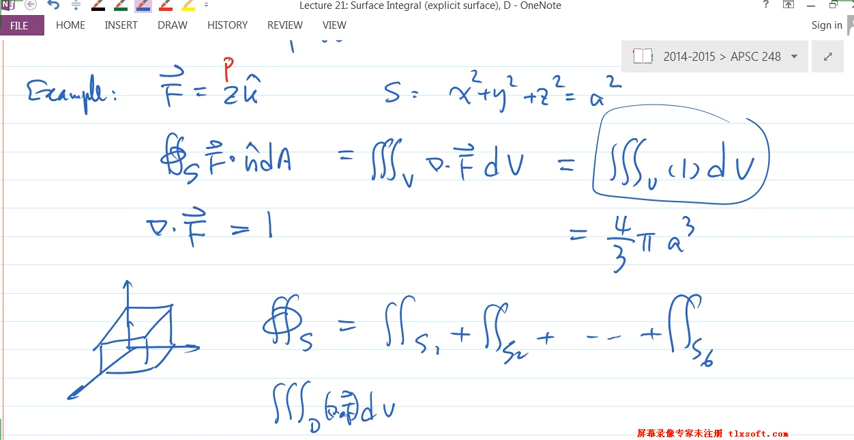 Lecture 21: Surface Integral (explicit surface), D - OneNote
FILE HOME INSERT DRAW HISTORY REVIEW VIEW Sign in
2014-2015 > APSC 248
P
Example: F⃗ = zk̂ S = x²+y²+z² = a²
∯_S F⃗·n̂dA = ∭_V ∇·F⃗ dV = ∭_V (1) dV
∇·F⃗ = 1 = 4/3 π a³
∯_S = ∬_S₁ + ∬_S₂ + -- -- + ∬_S₆
∭_D (∇·F⃗) dV
屏幕录像专家未注册 tlxsoft.com